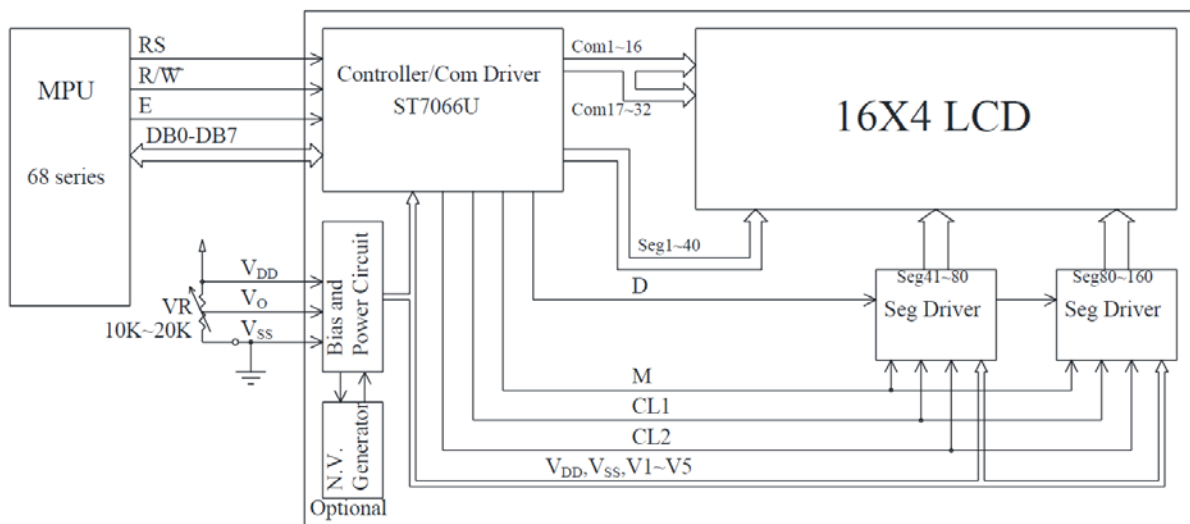 MPU
68 series
RS
R/W̅
E
DB0-DB7
Controller/Com Driver
ST7066U
Com1~16
Com17~32
16X4 LCD
Seg1~40
D
Seg41~80
Seg Driver
Seg80~160
Seg Driver
VDD
VO
VSS
VR
10K~20K
Bias and
Power Circuit
N.V.
Generator
Optional
M
CL1
CL2
VDD,VSS,V1~V5